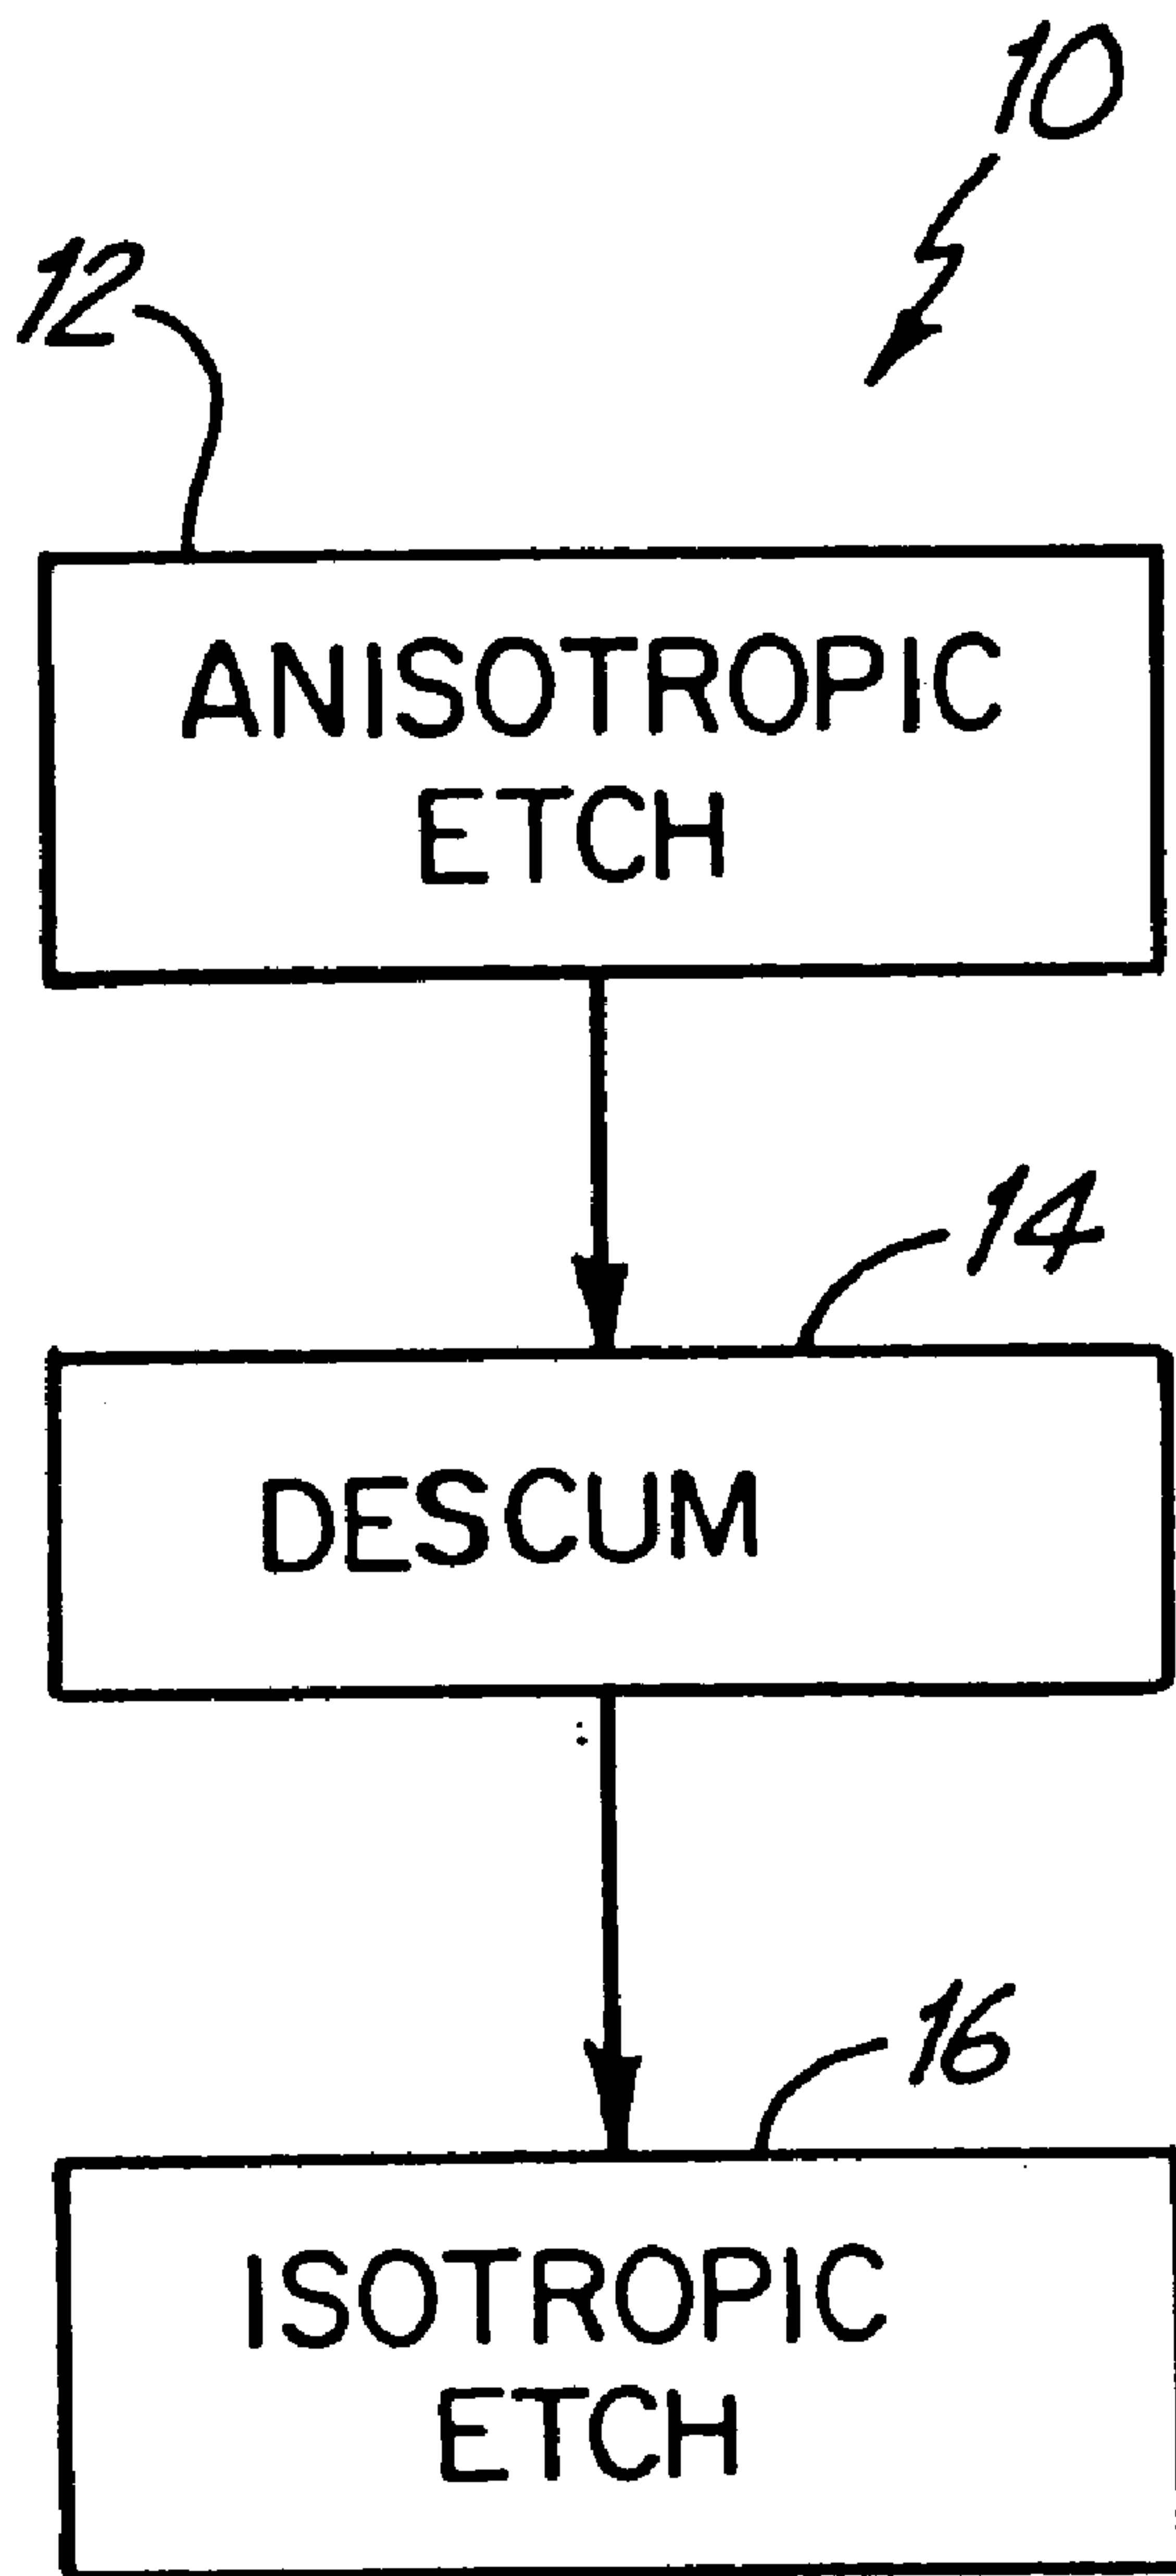 10
12
ANISOTROPIC
ETCH
14
DESCUM
16
ISOTROPIC
ETCH